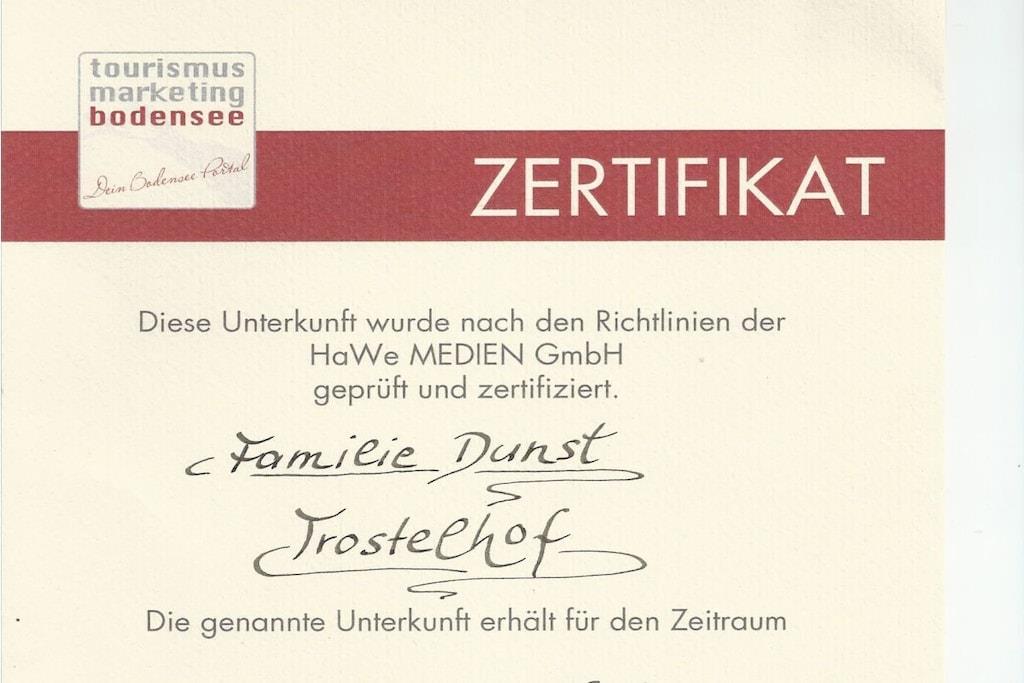 tourismus
marketing
bodensee
Dein Bodensee Portal
ZERTIFIKAT
Diese Unterkunft wurde nach den Richtlinien der
HaWe MEDIEN GmbH
geprüft und zertifiziert.
Familie Dunst
Trostelhof
Die genannte Unterkunft erhält für den Zeitraum